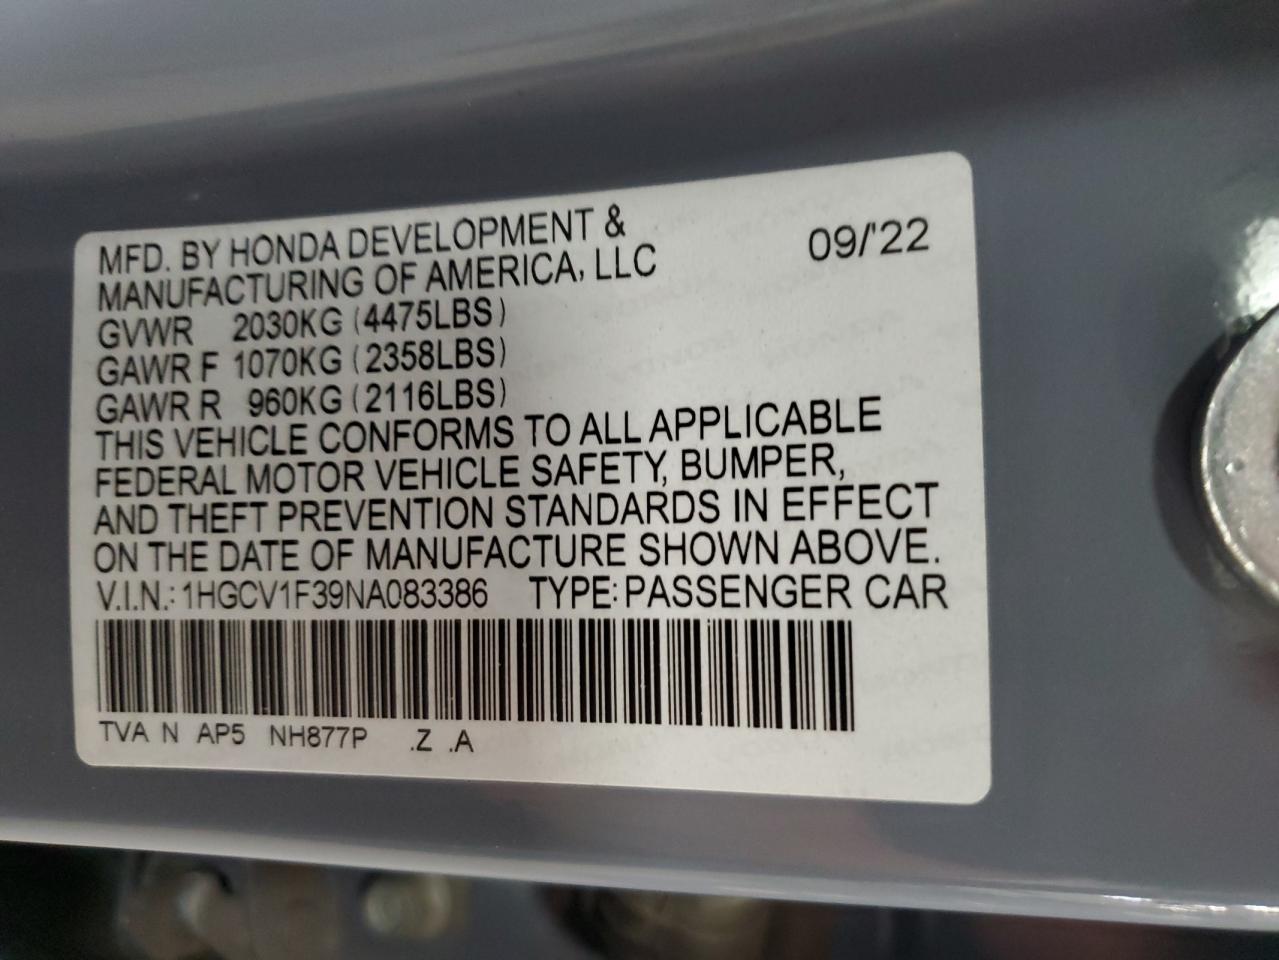 MFD. BY HONDA DEVELOPMENT & 09/'22
MANUFACTURING OF AMERICA, LLC
GVWR 2030KG (4475LBS)
GAWR F 1070KG (2358LBS)
GAWR R 960KG (2116LBS)
THIS VEHICLE CONFORMS TO ALL APPLICABLE
FEDERAL MOTOR VEHICLE SAFETY, BUMPER,
AND THEFT PREVENTION STANDARDS IN EFFECT
ON THE DATE OF MANUFACTURE SHOWN ABOVE.
V.I.N.: 1HGCV1F39NA083386 TYPE: PASSENGER CAR
TVA N AP5 NH877P .Z .A